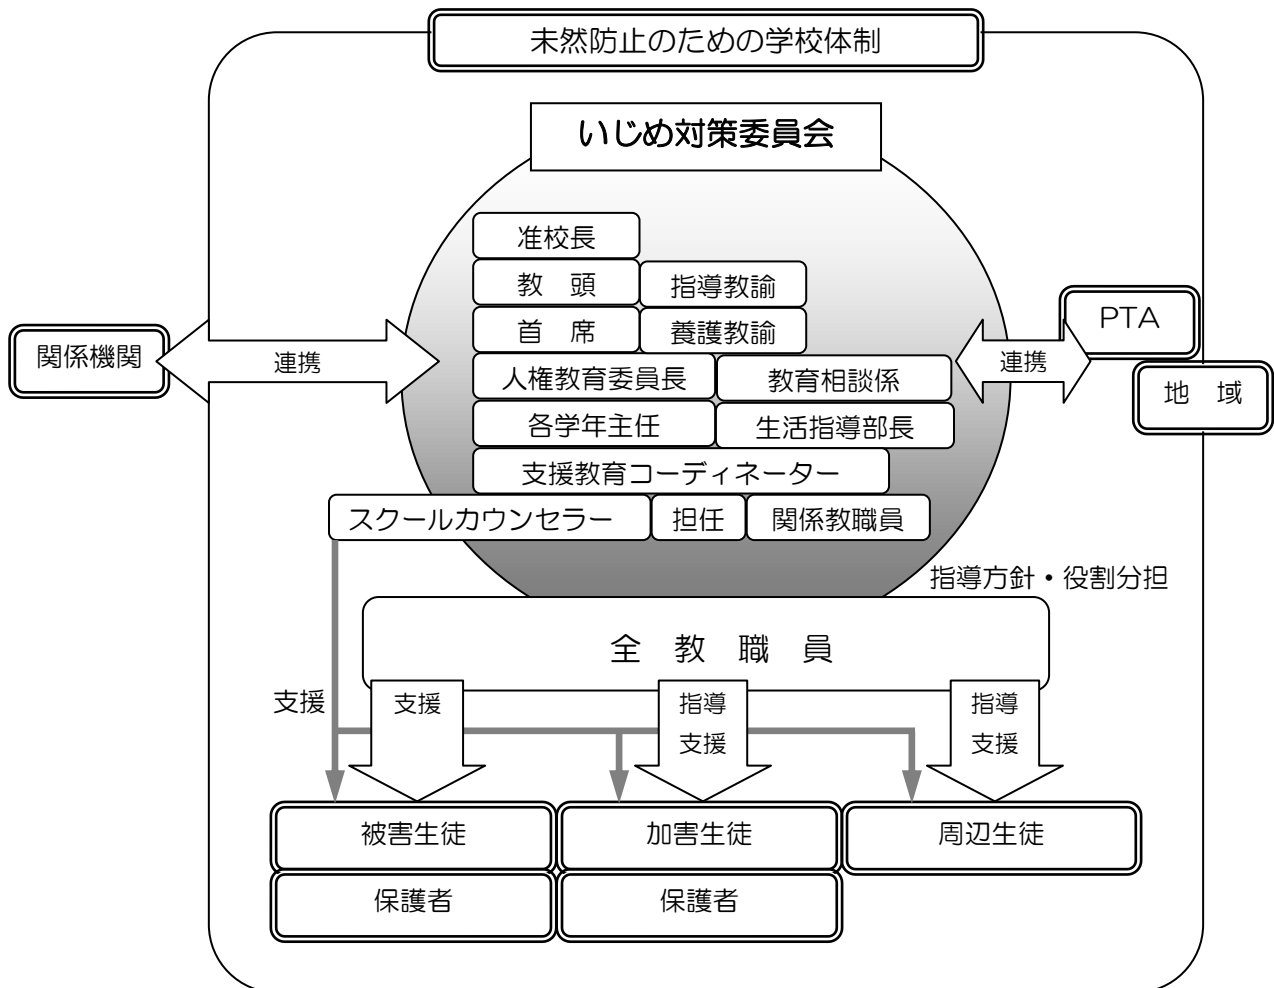 未然防止のための学校体制
いじめ対策委員会
准校長
教　頭
指導教諭
首　席
養護教諭
人権教育委員長
教育相談係
各学年主任
生活指導部長
支援教育コーディネーター
スクールカウンセラー
担任
関係教職員
関係機関
連携
連携
PTA
地　域
指導方針・役割分担
全　教　職　員
支援
支援
指導
支援
指導
支援
被害生徒
加害生徒
周辺生徒
保護者
保護者